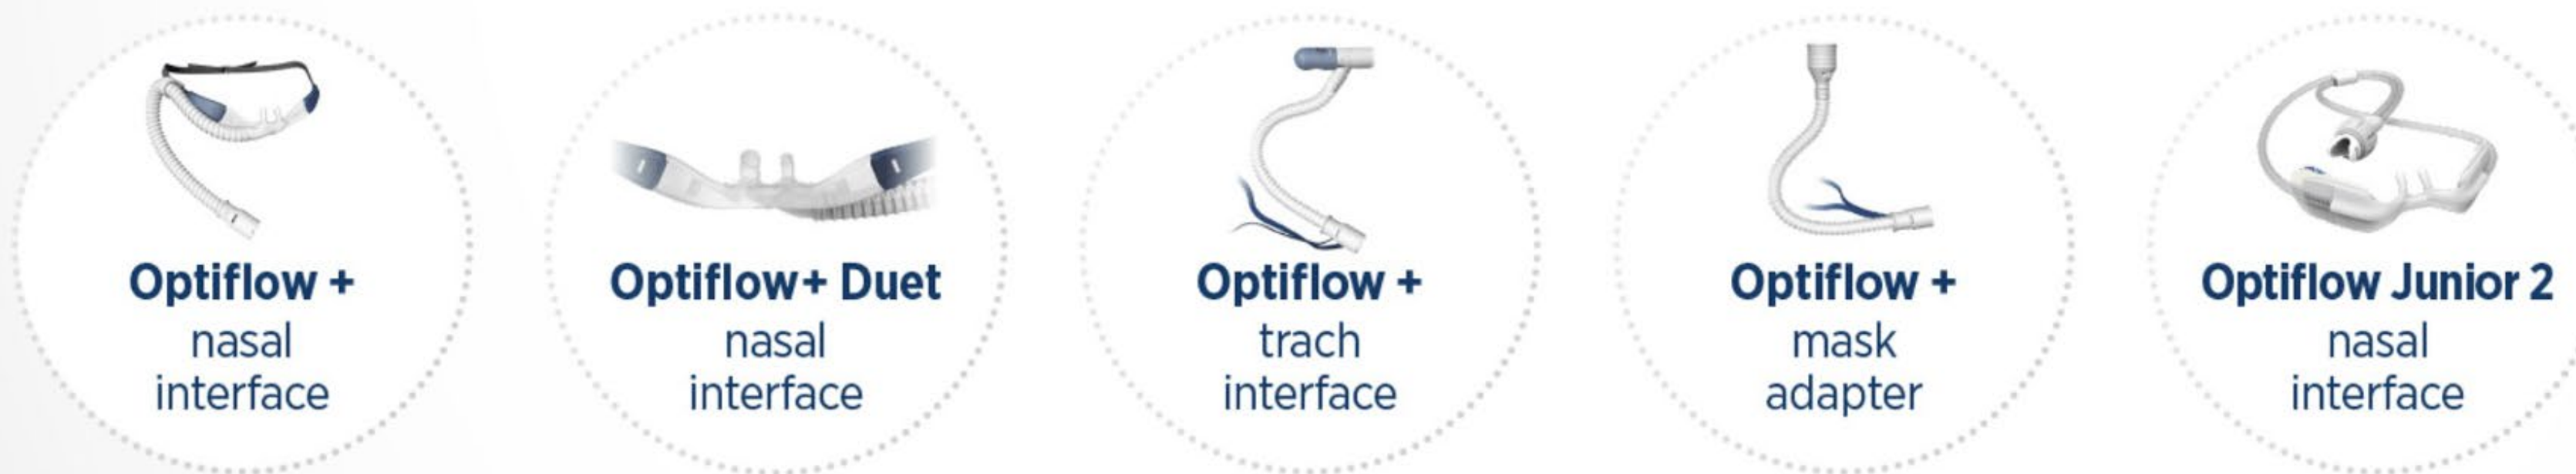 Optiflow +
nasal
interface
Optiflow+ Duet
nasal
interface
Optiflow +
trach
interface
Optiflow +
mask
adapter
Optiflow Junior 2
nasal
interface